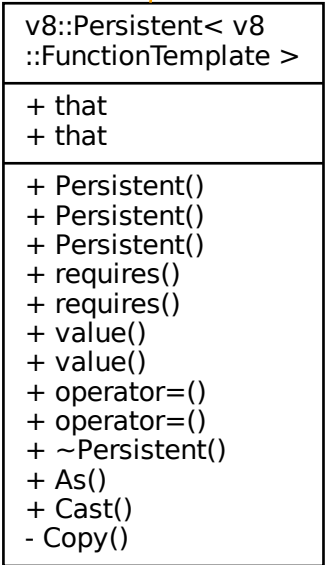 v8::Persistent< v8
::FunctionTemplate >
+ that
+ that
+ Persistent()
+ Persistent()
+ Persistent()
+ requires()
+ requires()
+ value()
+ value()
+ operator=()
+ operator=()
+ ~Persistent()
+ As()
+ Cast()
- Copy()